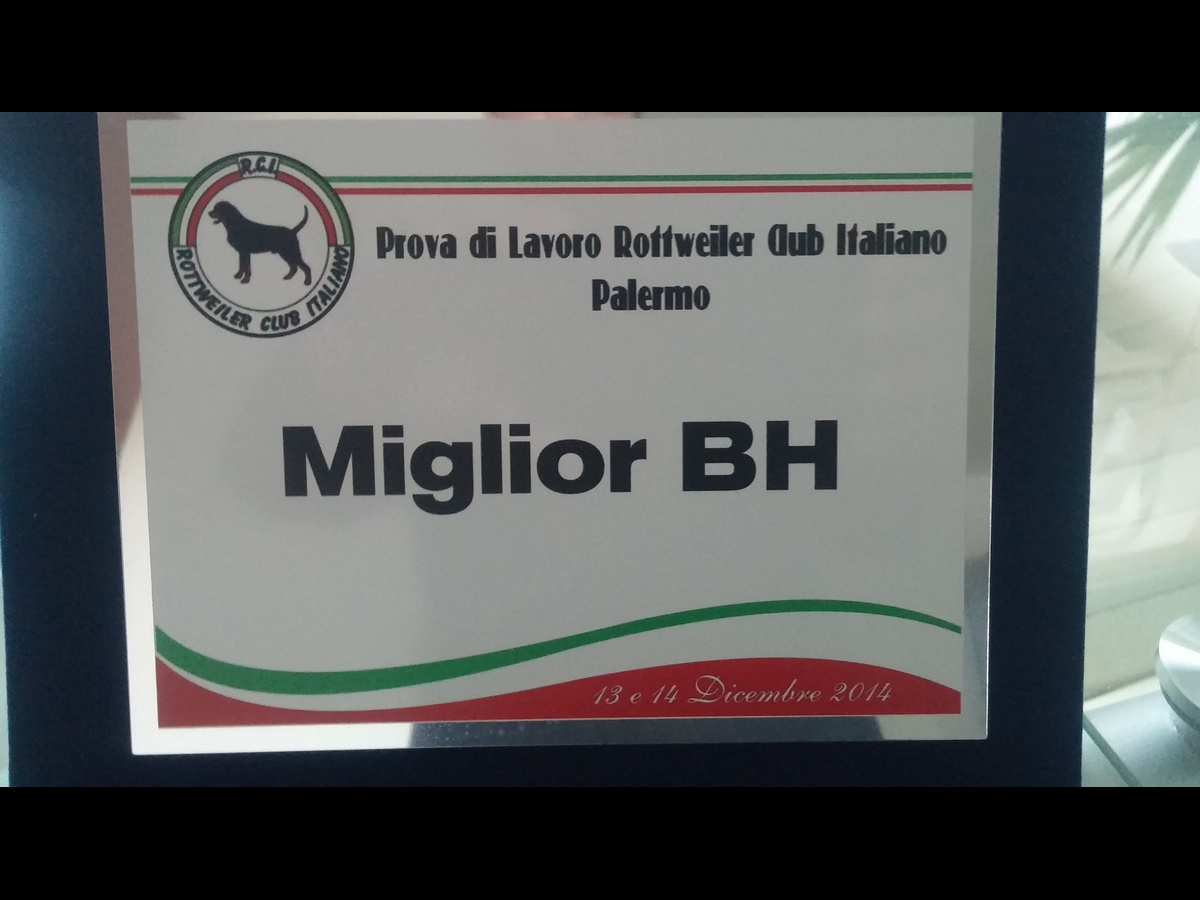 R.C.I.
ROTTWEILER CLUB ITALIANO
Prova di Lavoro Rottweiler Club Italiano
Palermo
Miglior BH
13 e 14 Dicembre 2014